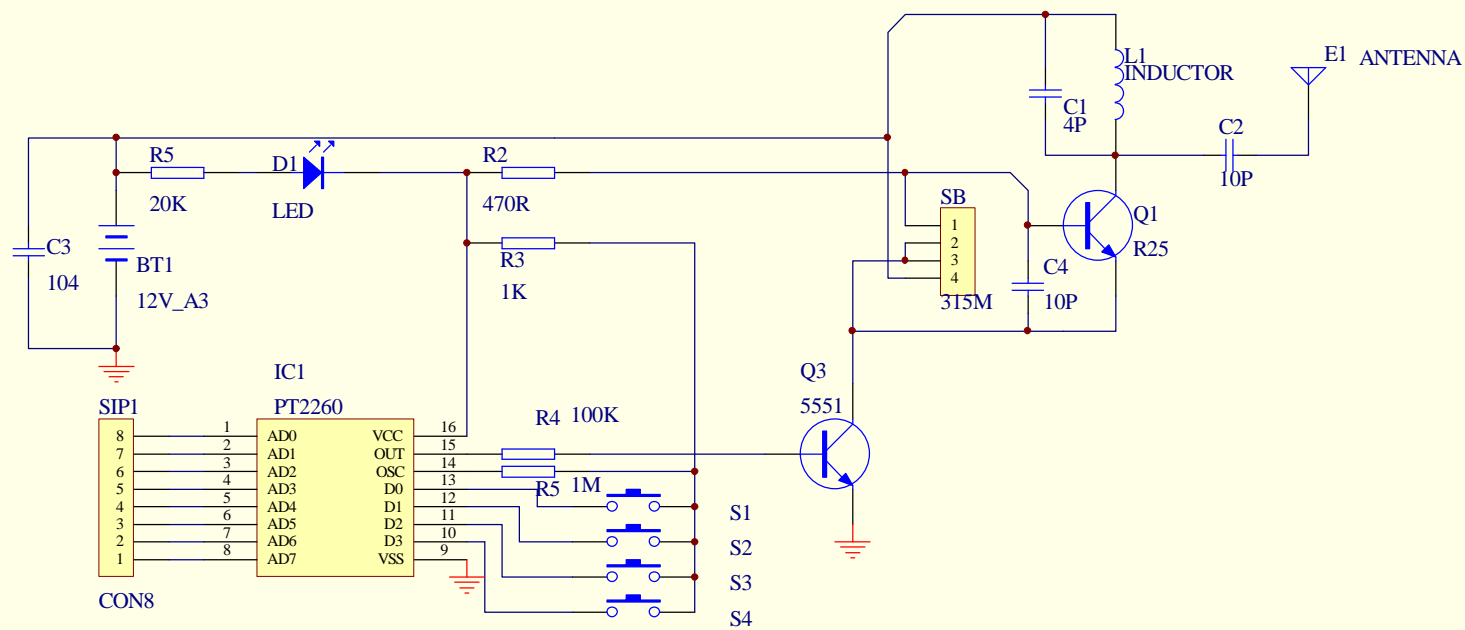 E1 ANTENNA
L1
INDUCTOR
C1
4P
C2
10P
R5
20K
D1
LED
R2
470R
SB
1
2
3
4
315M
Q1
R25
C3
104
BT1
12V_A3
R3
1K
C4
10P
IC1
PT2260
Q3
5551
SIP1
R4 100K
8 1 AD0 VCC 16
7 2 AD1 OUT 15
6 3 AD2 OSC 14
5 4 AD3 D0 13
4 5 AD4 D1 12
3 6 AD5 D2 11
2 7 AD6 D3 10
1 8 AD7 VSS 9
R5 1M
S1
S2
S3
S4
CON8